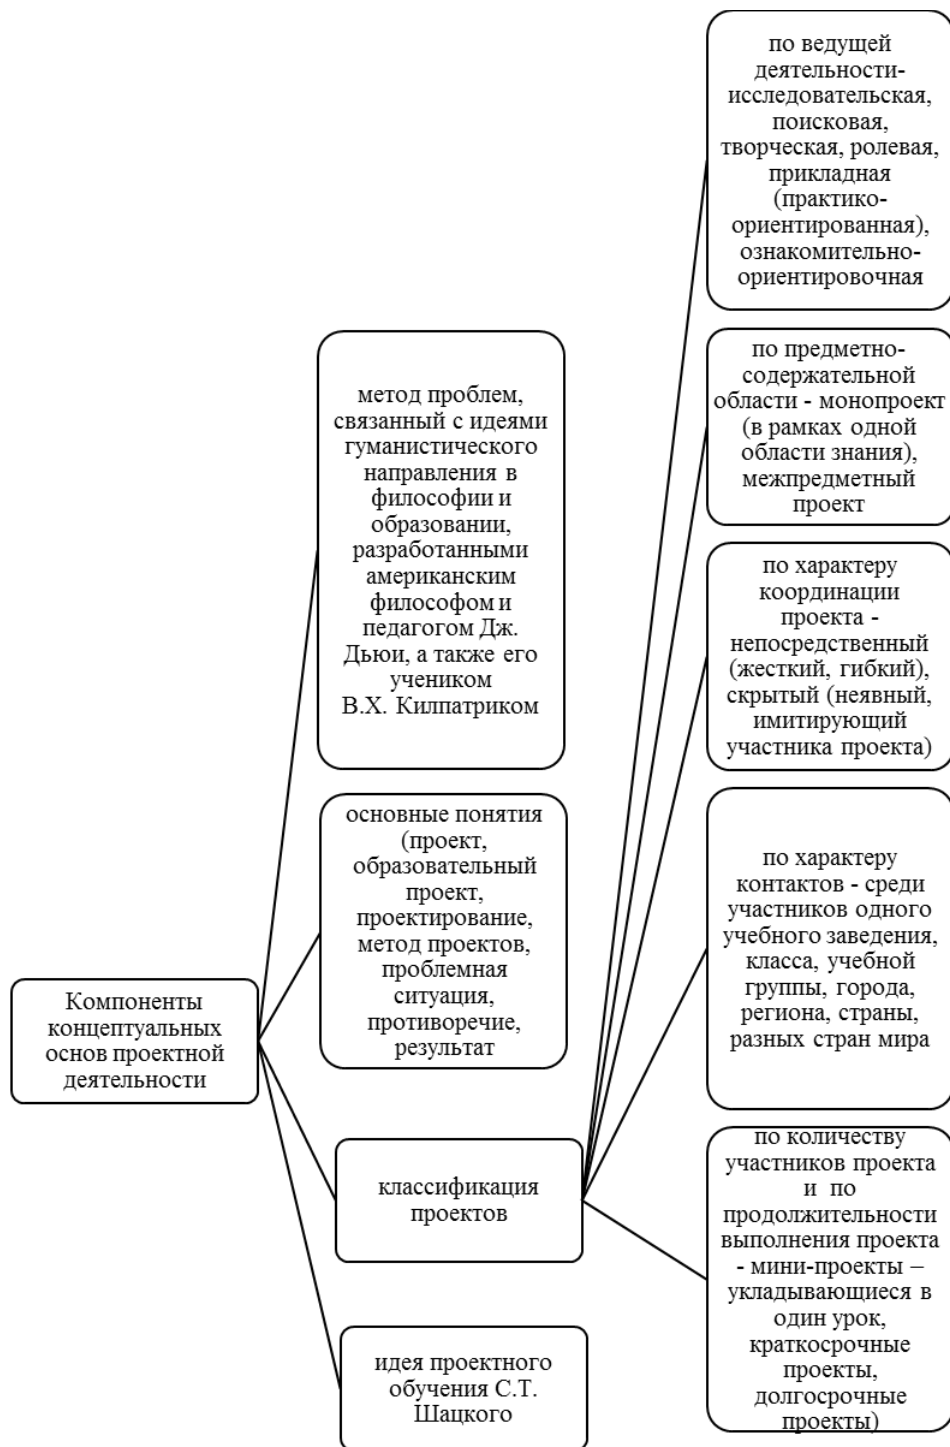 Компоненты
концептуальных
основ проектной
деятельности
метод проблем,
связанный с идеями
гуманистического
направления в
философии и
образовании,
разработанными
американским
философом и
педагогом Дж.
Дьюи, а также его
учеником
В.Х. Килпатриком
основные понятия
(проект,
образовательный
проект,
проектирование,
метод проектов,
проблемная
ситуация,
противоречие,
результат
классификация
проектов
идея проектного
обучения С.Т.
Шацкого
по ведущей
деятельности-
исследовательская,
поисковая,
творческая, ролевая,
прикладная
(практико-
ориентированная),
ознакомительно-
ориентировочная
по предметно-
содержательной
области - монопроект
(в рамках одной
области знания),
межпредметный
проект
по характеру
координации
проекта -
непосредственный
(жесткий, гибкий),
скрытый (неявный,
имитирующий
участника проекта)
по характеру
контактов - среди
участников одного
учебного заведения,
класса, учебной
группы, города,
региона, страны,
разных стран мира
по количеству
участников проекта
и по
продолжительности
выполнения проекта
- мини-проекты –
укладывающиеся в
один урок,
краткосрочные
проекты,
долгосрочные
проекты)